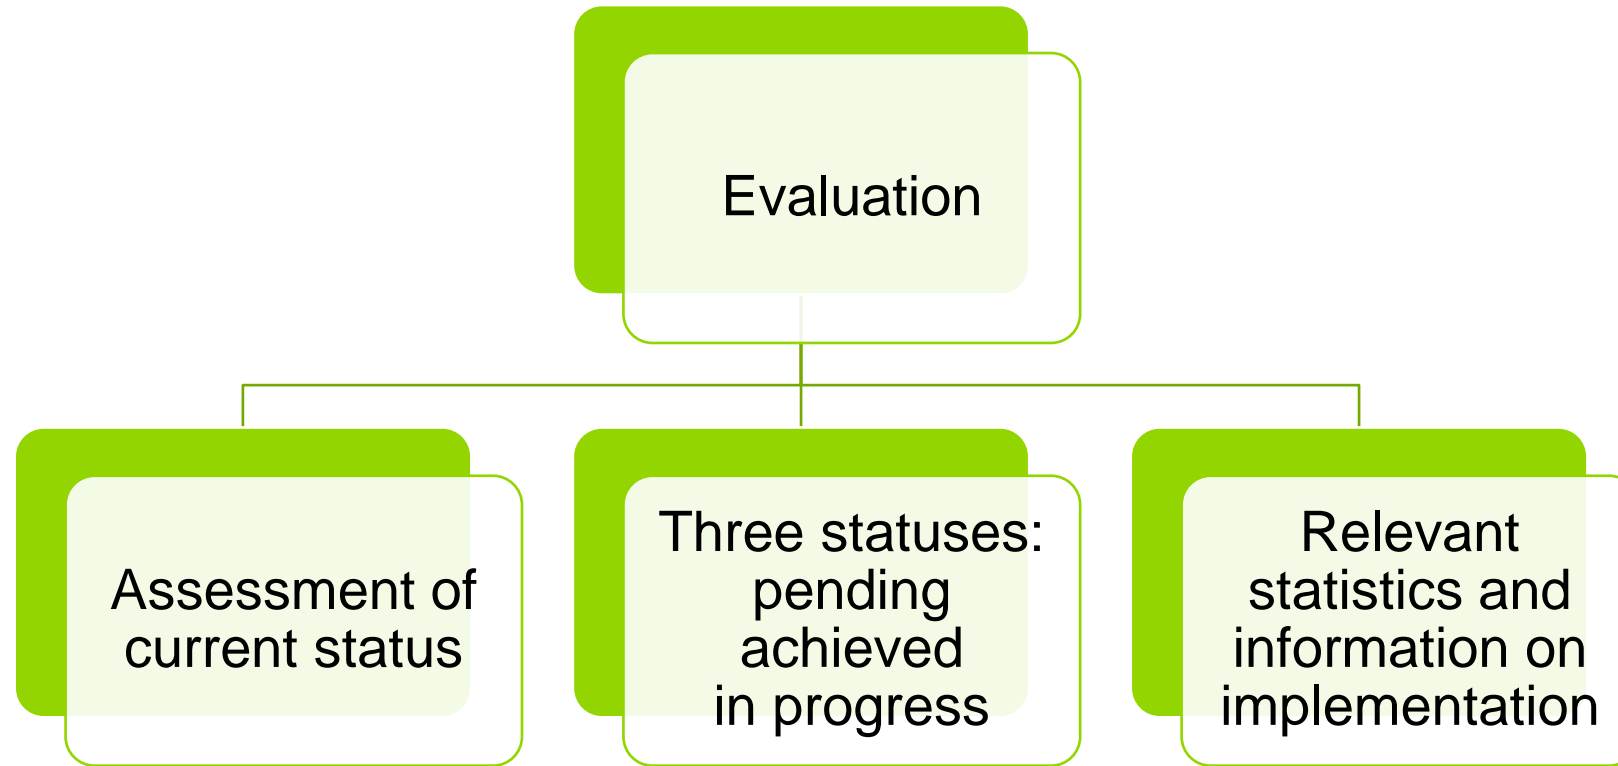 Evaluation
Assessment of
current status
Three statuses:
pending
achieved
in progress
Relevant
statistics and
information on
implementation